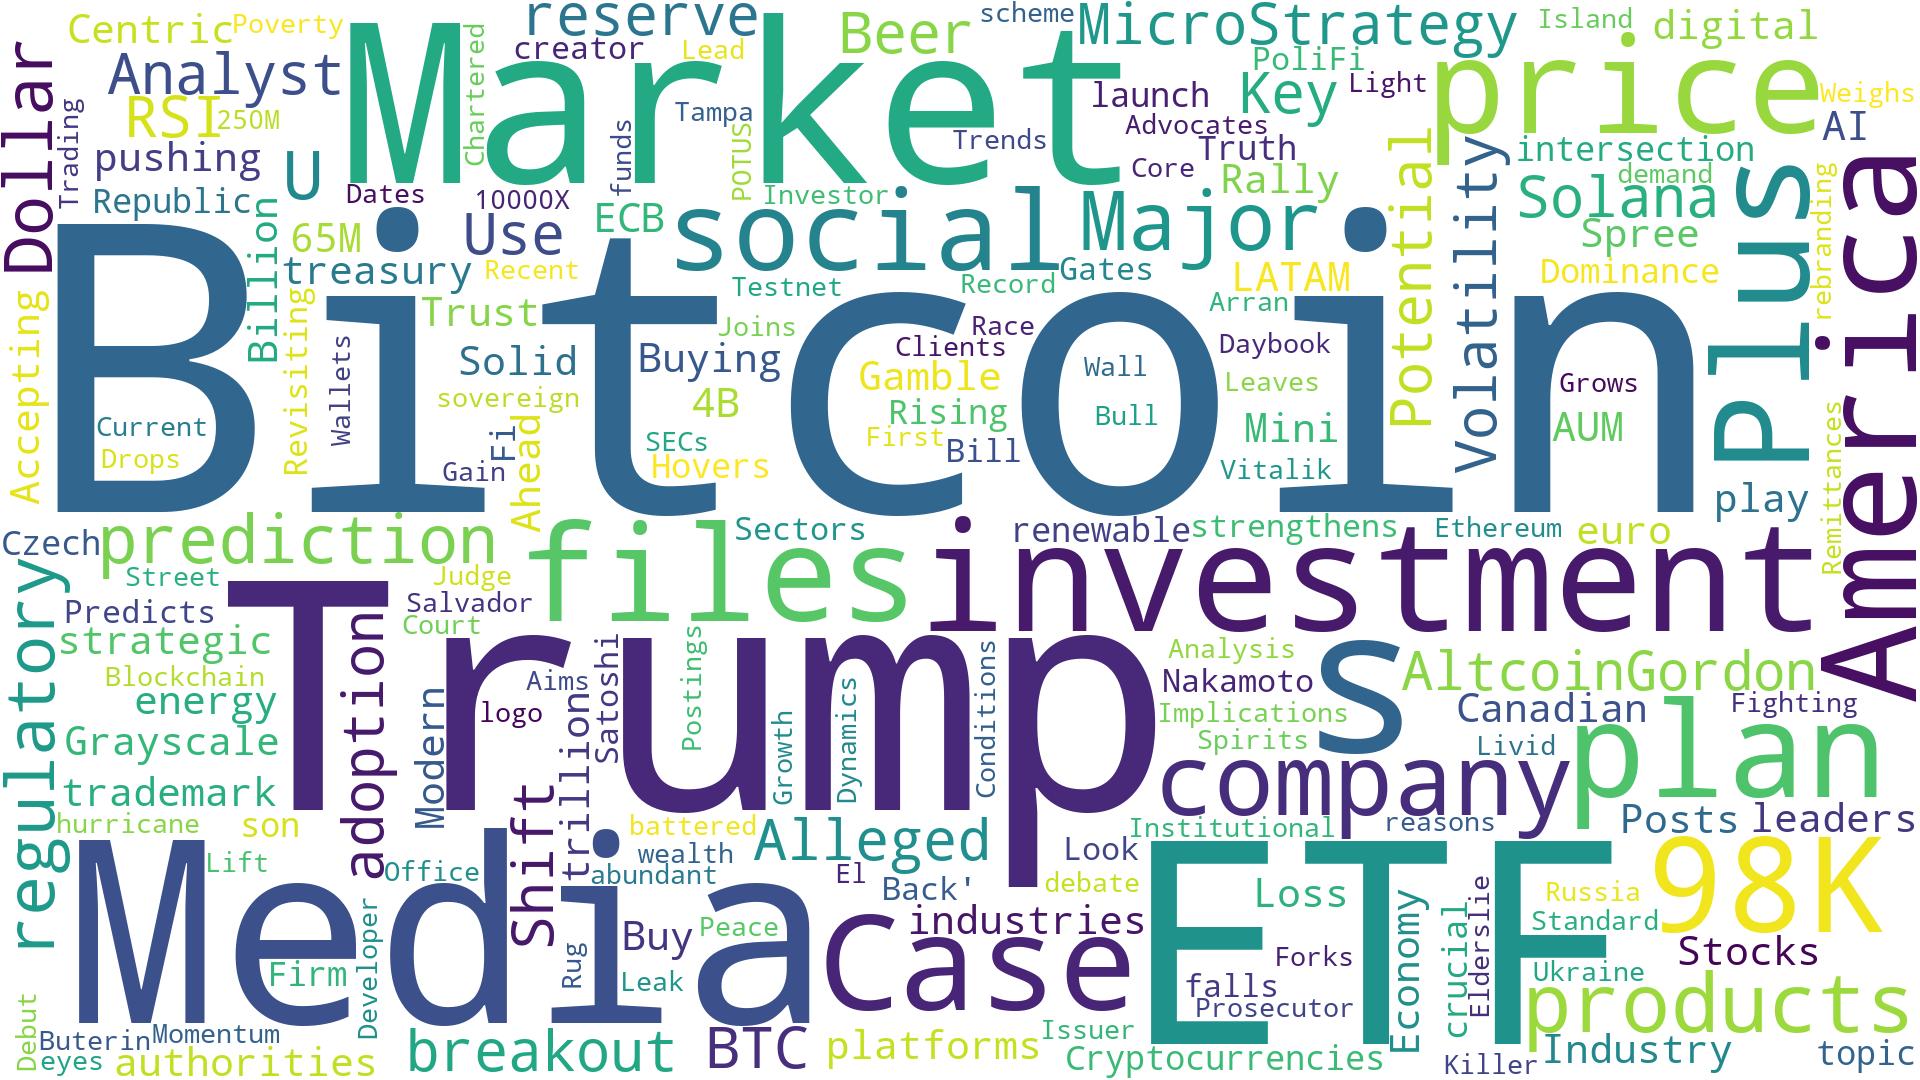 Centric
Poverty
reserve
scheme
MicroStrategy
Island
digital
Market
creator
Lead
Beer
PoliFi
price
Analyst
Chartered
Key
Light
Weighs
Dollar
RSI
250M
Tampa
launch
AI
Trading
pushing
funds
POTUS
Trends
Advocates
Truth
Potential
Volatility
intersection
America
U
Core
Rally
demand
Plus
rebranding
Republic
Dates
10000X
Investor
Solana
Billion
65M
Use
ECB
social
Major
Spree
treasury
Recent
Gates
LATAM
Dominance
Bitcoin
Accepting
Revisiting
Trust
Testnet
Record
Arran
Joins
Race
Daybook
Wallets
Solid
Buying
Clients
Wall
Leaves
Grows
sovereign
4B
Gamble
Rising
Bull
Mini
AUM
Current
Drops
Fi
Ahead
SECs
First
Bill
Gain
Hovers
Vitalik
play
Remittances
Czech
prediction
files
Sectors
renewable
strengthens
Ethereum
euro
investment
Street
Judge
regulatory
Predicts
Salvador
Trump
strategic
Court
adoption
Satoshi
Postings
Conditions
Analysis
s
AltcoinGordon
Blockchain
Aims
Nakamoto
energy
Modern
logo
Growth
Dynamics
Implications
Canadian
Fighting
plan
Grayscale
trillion
Spirits
Livid
company
trademark
Shift
hurricane
son
battered
Alleged
Institutional
reasons
Posts
leaders
Media
Lift
Office
wealth
Look
ETF
98K
abundant
El
Back'
debate
Loss
Economy
Russia
Case
industries
Elderslie
Standard
Developer
Buy
Peace
crucial
Stocks
Firm
Rug
Leak
Forks
Ukraine
falls
products
Prosecutor
Debut
Buterin
Momentum
breakout
BTC
platforms
Issuer
eyes
authorities
Cryptocurrencies
Killer
Industry
topic